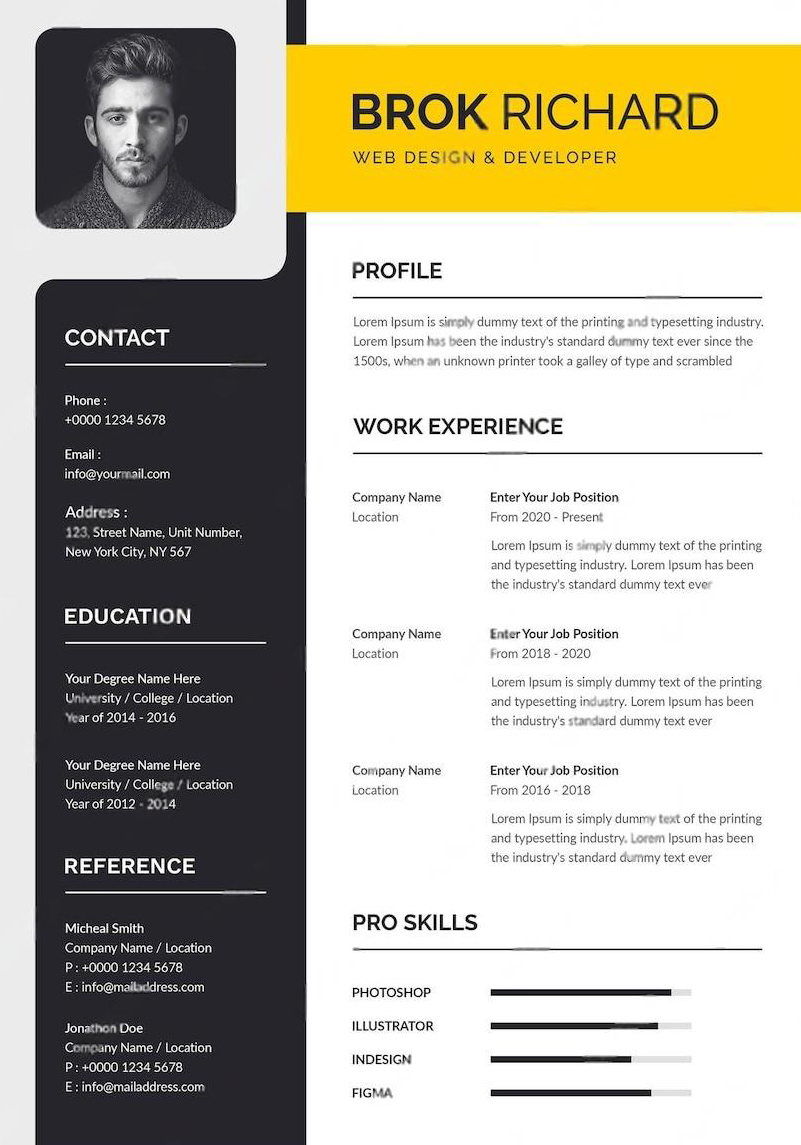 BROK RICHARD
WEB DESIGN & DEVELOPER
CONTACT
Phone :
+0000 1234 5678
Email :
info@yourmail.com
Address :
123, Street Name, Unit Number,
New York City, NY 567
EDUCATION
Your Degree Name Here
University / College / Location
Year of 2014 - 2016
Your Degree Name Here
University / College / Location
Year of 2012 - 2014
REFERENCE
Micheal Smith
Company Name / Location
P : +0000 1234 5678
E : info@mailaddress.com
Jonathon Doe
Company Name / Location
P : +0000 1234 5678
E : info@mailaddress.com
PROFILE
Lorem Ipsum is simply dummy text of the printing and typesetting industry.
Lorem Ipsum has been the industry's standard dummy text ever since the
1500s, when an unknown printer took a galley of type and scrambled
WORK EXPERIENCE
Company Name
Location
Enter Your Job Position
From 2020 - Present
Lorem Ipsum is simply dummy text of the printing
and typesetting industry. Lorem Ipsum has been
the industry's standard dummy text ever
Company Name
Location
Enter Your Job Position
From 2018 - 2020
Lorem Ipsum is simply dummy text of the printing
and typesetting industry. Lorem Ipsum has been
the industry's standard dummy text ever
Company Name
Location
Enter Your Job Position
From 2016 - 2018
Lorem Ipsum is simply dummy text of the printing
and typesetting industry. Lorem Ipsum has been
the industry's standard dummy text ever
PRO SKILLS
PHOTOSHOP
ILLUSTRATOR
INDESIGN
FIGMA